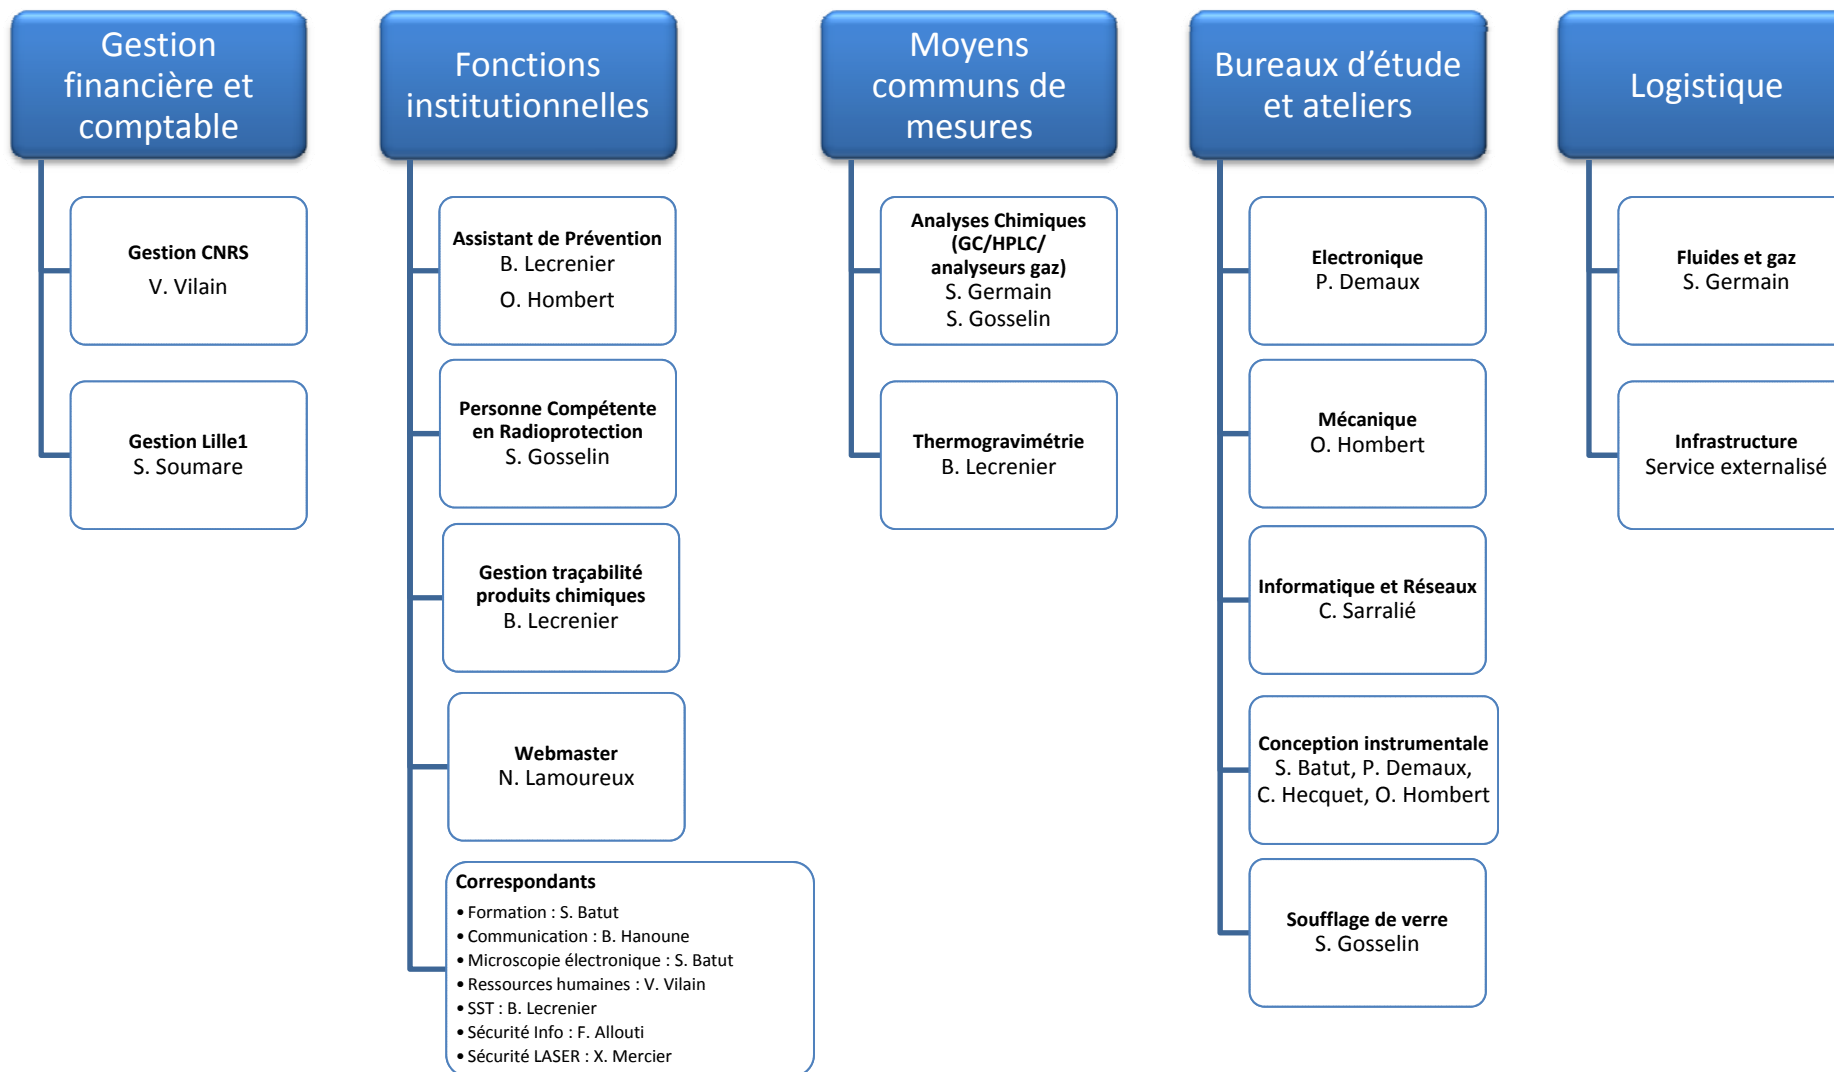 Gestion
financière et
comptable
Gestion CNRS
V. Vilain
Gestion Lille1
S. Soumare
Fonctions
institutionnelles
Assistant de Prévention
B. Lecrenier
O. Hombert
Personne Compétente
en Radioprotection
S. Gosselin
Gestion traçabilité
produits chimiques
B. Lecrenier
Webmaster
N. Lamoureux
Correspondants
• Formation : S. Batut
• Communication : B. Hanoune
• Microscopie électronique : S. Batut
• Ressources humaines : V. Vilain
• SST : B. Lecrenier
• Sécurité Info : F. Allouti
• Sécurité LASER : X. Mercier
Moyens
communs de
mesures
Analyses Chimiques
(GC/HPLC/
analyseurs gaz)
S. Germain
S. Gosselin
Thermogravimétrie
B. Lecrenier
Bureaux d’étude
et ateliers
Electronique
P. Demaux
Mécanique
O. Hombert
Informatique et Réseaux
C. Sarralié
Conception instrumentale
S. Batut, P. Demaux,
C. Hecquet, O. Hombert
Soufflage de verre
S. Gosselin
Logistique
Fluides et gaz
S. Germain
Infrastructure
Service externalisé